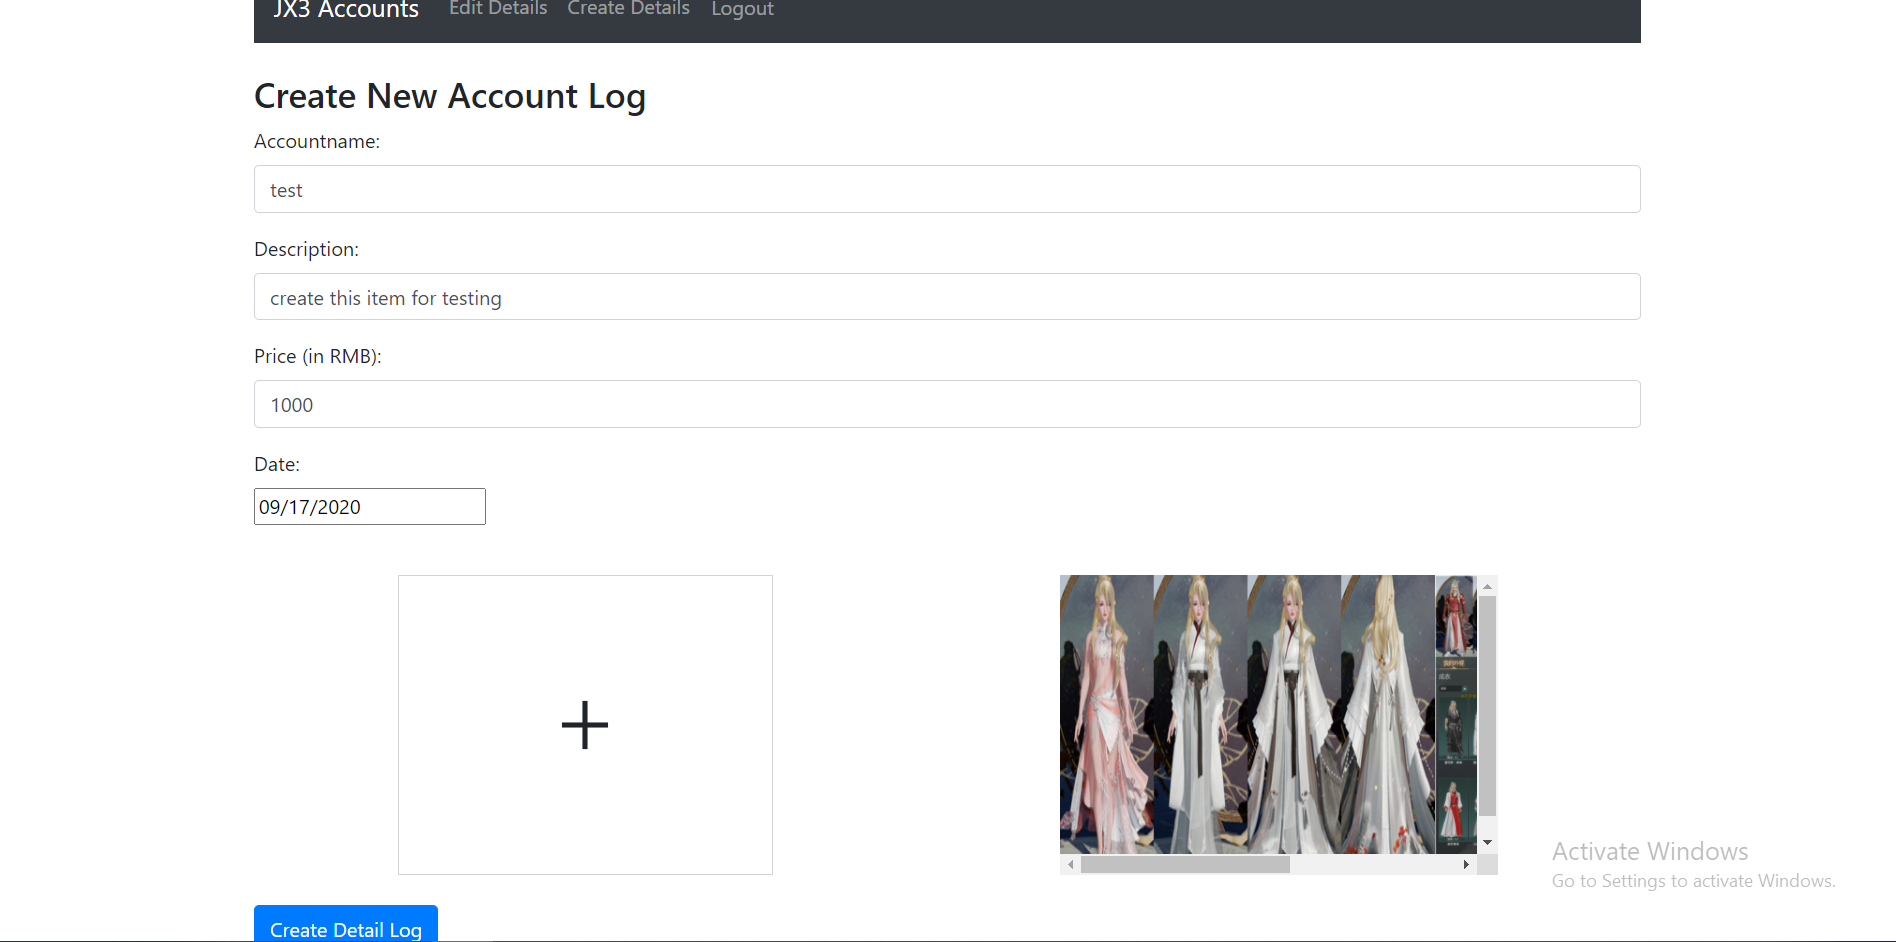 JX3 Accounts Edit Details Create Details Logout
Create New Account Log
Accountname:
test
Description:
create this item for testing
Price (in RMB):
1000
Date:
09/17/2020
Create Detail Log
Activate Windows
Go to Settings to activate Windows.